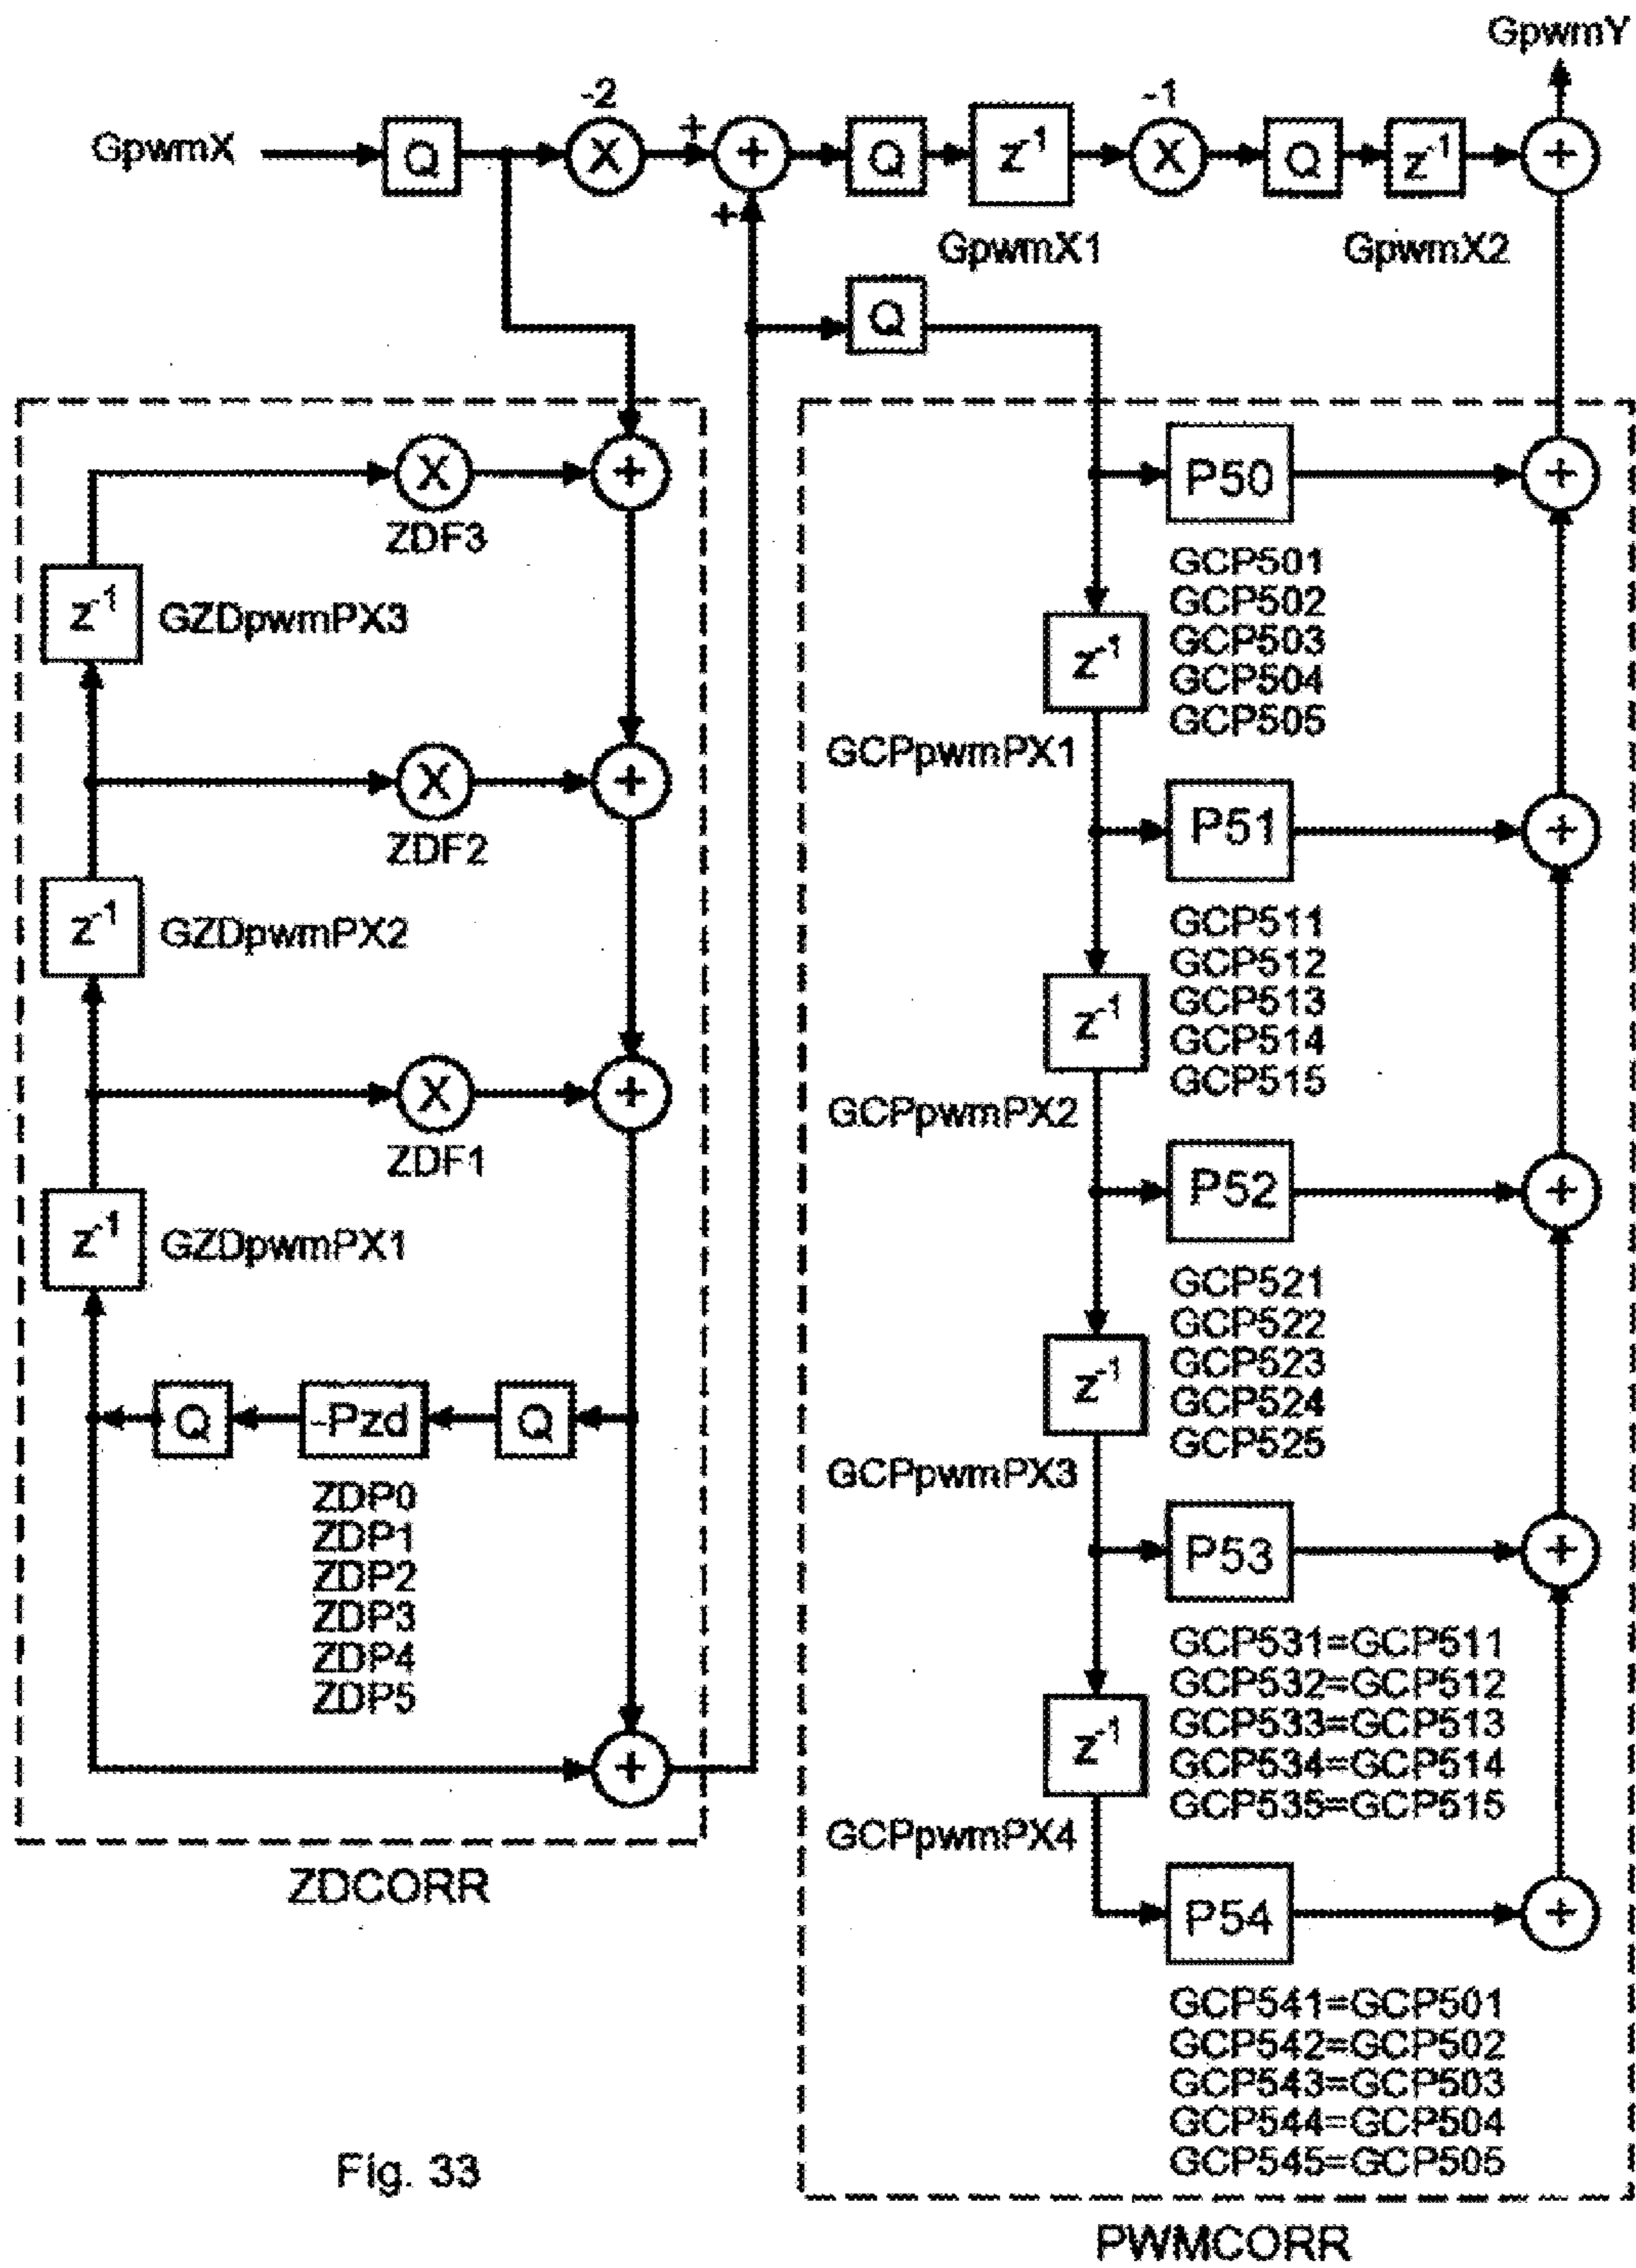 GpwmY
-2
-1
GpwmX
Q
X
+
+
Q
z-1
X
Q
z-1
+
+
GpwmX1
GpwmX2
Q
X
+
P50
+
ZDF3
z-1
GZDpwmPX3
GCP501
GCP502
GCP503
GCP504
GCP505
z-1
GCPpwmPX1
X
+
P51
+
ZDF2
z-1
GZDpwmPX2
GCP511
GCP512
GCP513
GCP514
GCP515
z-1
GCPpwmPX2
X
+
ZDF1
P52
+
z-1
GZDpwmPX1
GCP521
GCP522
GCP523
GCP524
GCP525
z-1
GCPpwmPX3
Q
-Pzd
Q
ZDP0
ZDP1
ZDP2
ZDP3
ZDP4
ZDP5
P53
+
GCP531=GCP511
GCP532=GCP512
GCP533=GCP513
GCP534=GCP514
GCP535=GCP515
z-1
GCPpwmPX4
+
ZDCORR
P54
+
GCP541=GCP501
GCP542=GCP502
GCP543=GCP503
GCP544=GCP504
GCP545=GCP505
Fig. 33
PWMCORR